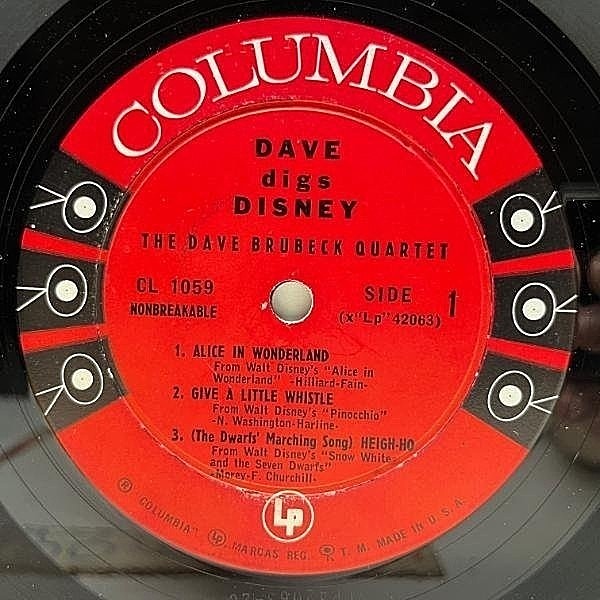 COLUMBIA
DAVE
digs
DISNEY
THE DAVE BRUBECK QUARTET
CL 1059
NONBREAKABLE
SIDE 1
(x"Lp" 42063)
1. ALICE IN WONDERLAND
From Walt Disney's "Alice in
Wonderland" -Hilliard-Fain-
2. GIVE A LITTLE WHISTLE
From Walt Disney's "Pinocchio"
-N. Washington-Harline-
3. (The Dwarfs' Marching Song) HEIGH-HO
From Walt Disney's "Snow White
and the Seven Dwarfs"
-Morey-F. Churchill-
LP
® "COLUMBIA" LP MARCAS REG. T. M. MADE IN U. S. A.